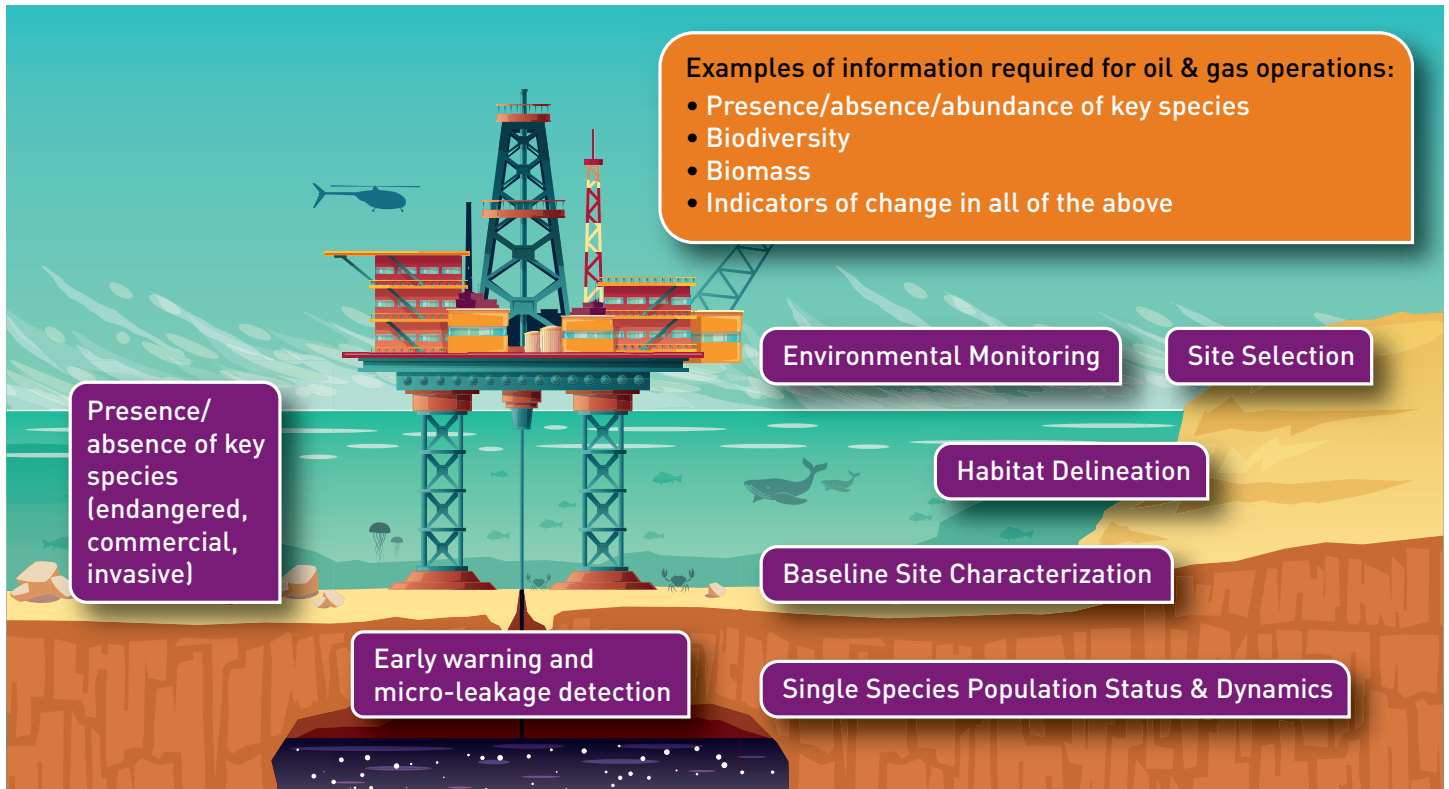 Examples of information required for oil & gas operations:
• Presence/absence/abundance of key species
• Biodiversity
• Biomass
• Indicators of change in all of the above
Environmental Monitoring
Site Selection
Presence/
absence of key
species
(endangered,
commercial,
invasive)
Habitat Delineation
Baseline Site Characterization
Early warning and
micro-leakage detection
Single Species Population Status & Dynamics